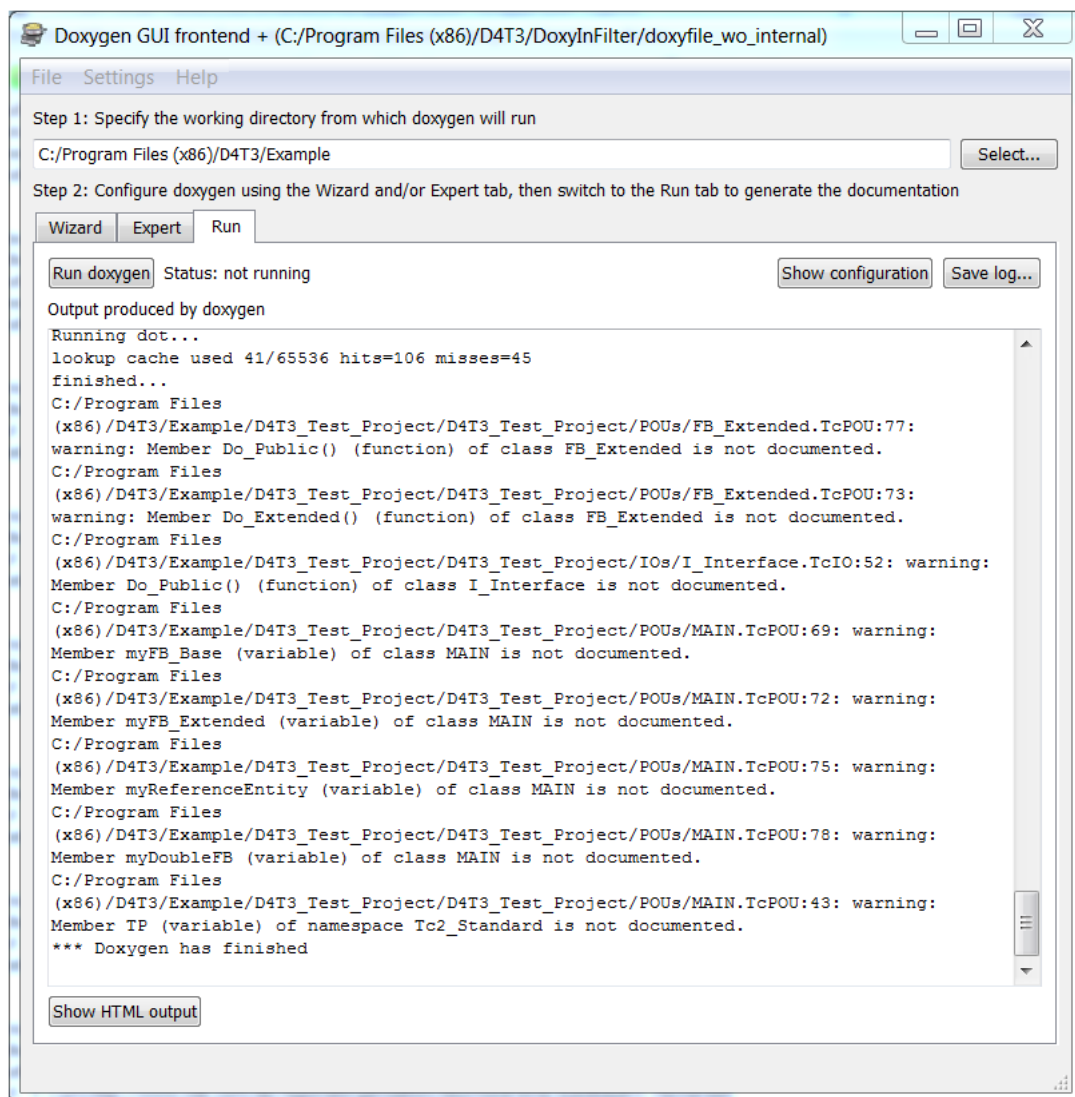 Doxygen GUI frontend + (C:/Program Files (x86)/D4T3/DoxyInFilter/doxyfile_wo_internal)
File Settings Help
Step 1: Specify the working directory from which doxygen will run
C:/Program Files (x86)/D4T3/Example Select...
Step 2: Configure doxygen using the Wizard and/or Expert tab, then switch to the Run tab to generate the documentation
Wizard Expert Run
Run doxygen Status: not running Show configuration Save log...
Output produced by doxygen
Running dot...
lookup cache used 41/65536 hits=106 misses=45
finished...
C:/Program Files
(x86)/D4T3/Example/D4T3_Test_Project/D4T3_Test_Project/POUs/FB_Extended.TcPOU:77:
warning: Member Do_Public() (function) of class FB_Extended is not documented.
C:/Program Files
(x86)/D4T3/Example/D4T3_Test_Project/D4T3_Test_Project/POUs/FB_Extended.TcPOU:73:
warning: Member Do_Extended() (function) of class FB_Extended is not documented.
C:/Program Files
(x86)/D4T3/Example/D4T3_Test_Project/D4T3_Test_Project/IOs/I_Interface.TcIO:52: warning:
Member Do_Public() (function) of class I_Interface is not documented.
C:/Program Files
(x86)/D4T3/Example/D4T3_Test_Project/D4T3_Test_Project/POUs/MAIN.TcPOU:69: warning:
Member myFB_Base (variable) of class MAIN is not documented.
C:/Program Files
(x86)/D4T3/Example/D4T3_Test_Project/D4T3_Test_Project/POUs/MAIN.TcPOU:72: warning:
Member myFB_Extended (variable) of class MAIN is not documented.
C:/Program Files
(x86)/D4T3/Example/D4T3_Test_Project/D4T3_Test_Project/POUs/MAIN.TcPOU:75: warning:
Member myReferenceEntity (variable) of class MAIN is not documented.
C:/Program Files
(x86)/D4T3/Example/D4T3_Test_Project/D4T3_Test_Project/POUs/MAIN.TcPOU:78: warning:
Member myDoubleFB (variable) of class MAIN is not documented.
C:/Program Files
(x86)/D4T3/Example/D4T3_Test_Project/D4T3_Test_Project/POUs/MAIN.TcPOU:43: warning:
Member TP (variable) of namespace Tc2_Standard is not documented.
*** Doxygen has finished
Show HTML output